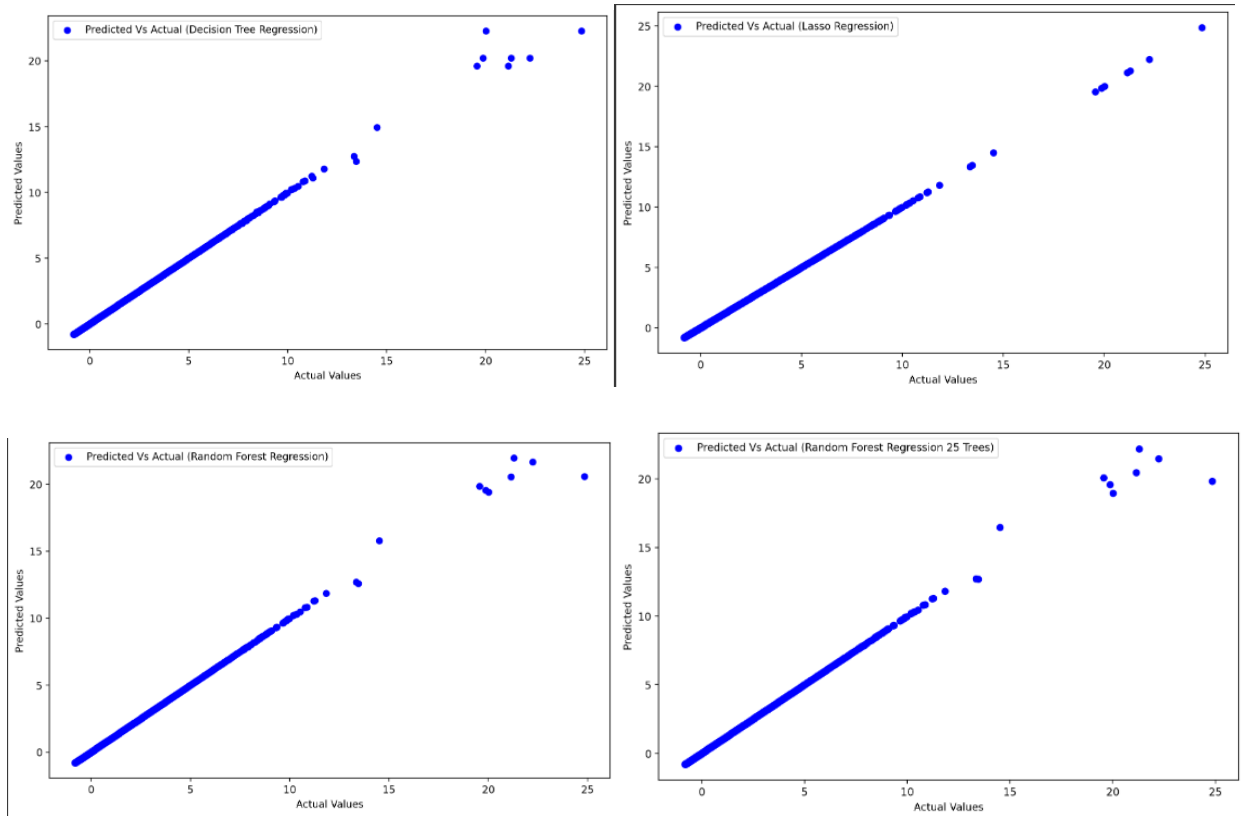 Predicted Vs Actual (Decision Tree Regression)
20
15
10
5
0
Predicted Values
0 5 10 15 20 25
Actual Values
Predicted Vs Actual (Lasso Regression)
25
20
15
10
5
0
Predicted Values
0 5 10 15 20 25
Actual Values
Predicted Vs Actual (Random Forest Regression)
20
15
10
5
0
Predicted Values
0 5 10 15 20 25
Actual Values
Predicted Vs Actual (Random Forest Regression 25 Trees)
20
15
10
5
0
Predicted Values
0 5 10 15 20 25
Actual Values